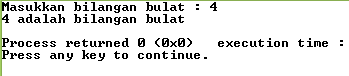 Masukkan bilangan bulat : 4
4 adalah bilangan bulat
Process returned 0 (0x0)   execution time :
Press any key to continue.